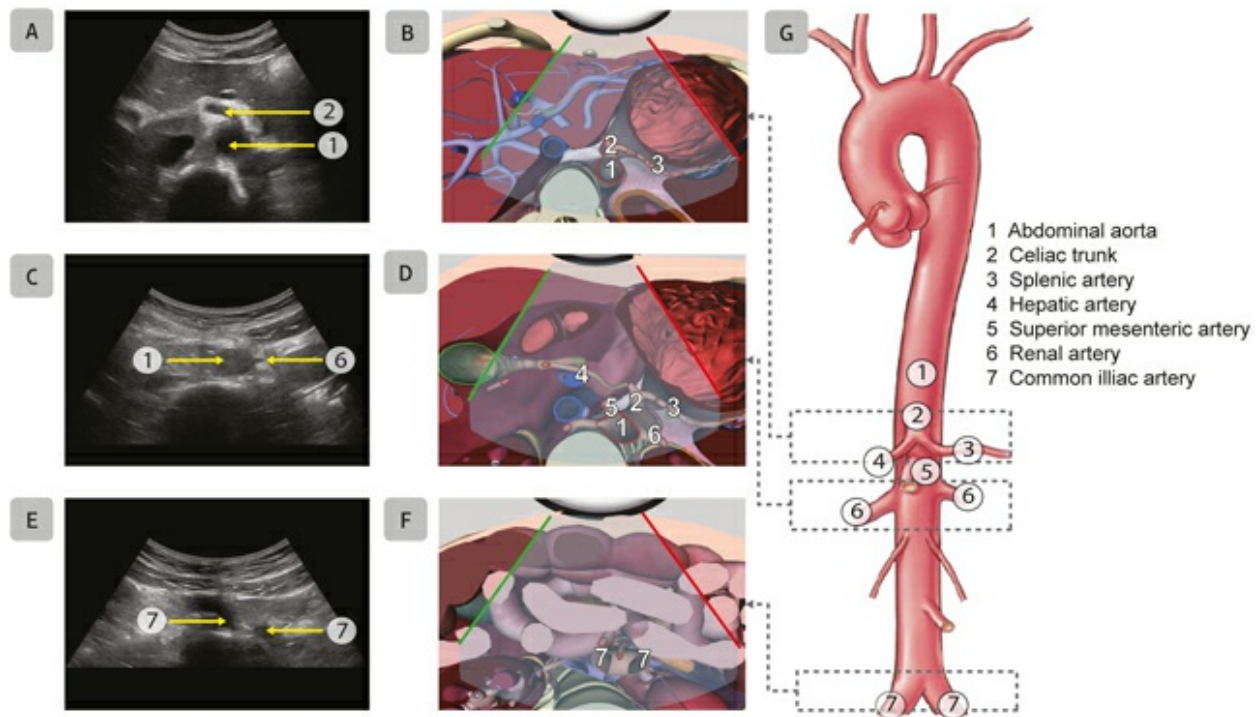 A
2
1
B
2
1
3
C
1
6
D
4
5
2
3
1
6
E
7
7
F
7
7
G
1 Abdominal aorta
2 Celiac trunk
3 Splenic artery
4 Hepatic artery
5 Superior mesenteric artery
6 Renal artery
7 Common illiac artery
1
2
4
3
5
6
6
7
7